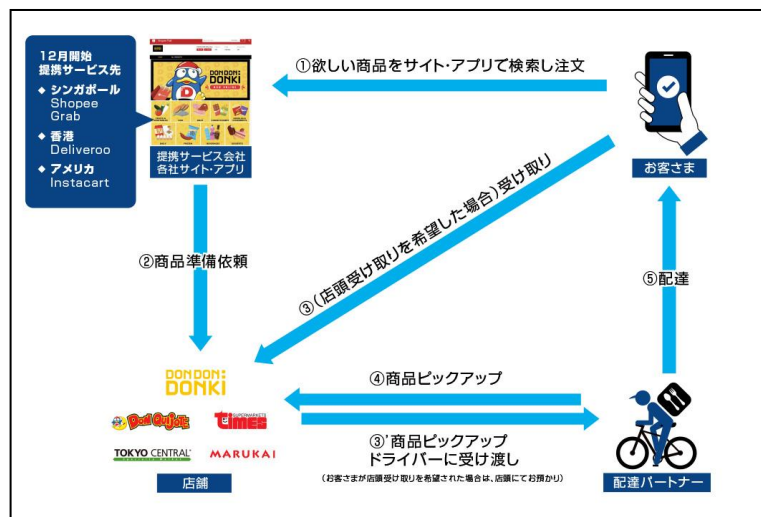 12月開始
提携サービス先
◆ シンガポール
Shopee
Grab
◆ 香港
Deliveroo
◆ アメリカ
Instacart
DON DON:
DONKI
提携サービス会社
各社サイト・アプリ
①欲しい商品をサイト・アプリで検索し注文
お客さま
②商品準備依頼
③(店頭受け取りを希望した場合)受け取り
⑤配達
DON DON:
DONKI
DON QUIJOTE
SUPERMARKETS
TIMES
TOKYO CENTRAL
MARUKAI
店舗
④商品ピックアップ
③’商品ピックアップ
ドライバーに受け渡し
(お客さまが店頭受け取りを希望された場合は、店頭にてお預かり)
配達パートナー